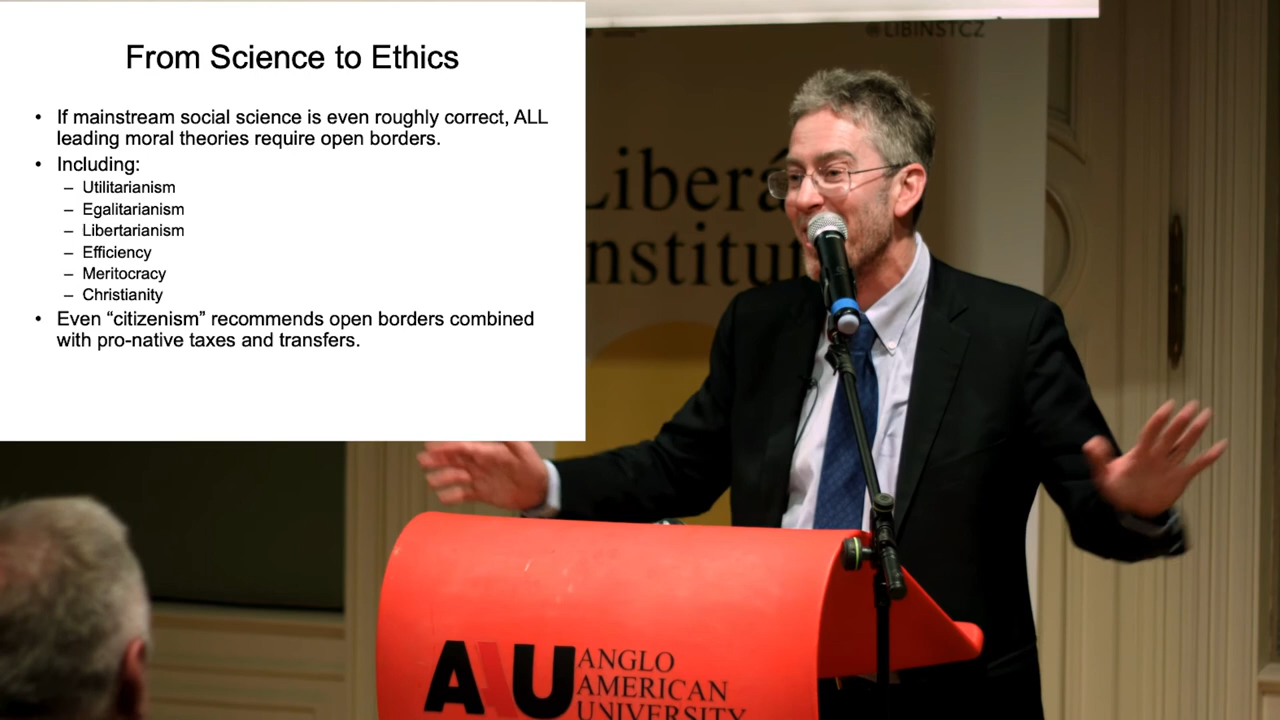 From Science to Ethics
• If mainstream social science is even roughly correct, ALL
leading moral theories require open borders.
• Including:
– Utilitarianism
– Egalitarianism
– Libertarianism
– Efficiency
– Meritocracy
– Christianity
• Even “citizenism” recommends open borders combined
with pro-native taxes and transfers.
@LIBINSTCZ
Liberá
nstitu
AAU ANGLO
AMERICAN
UNIVERSITY